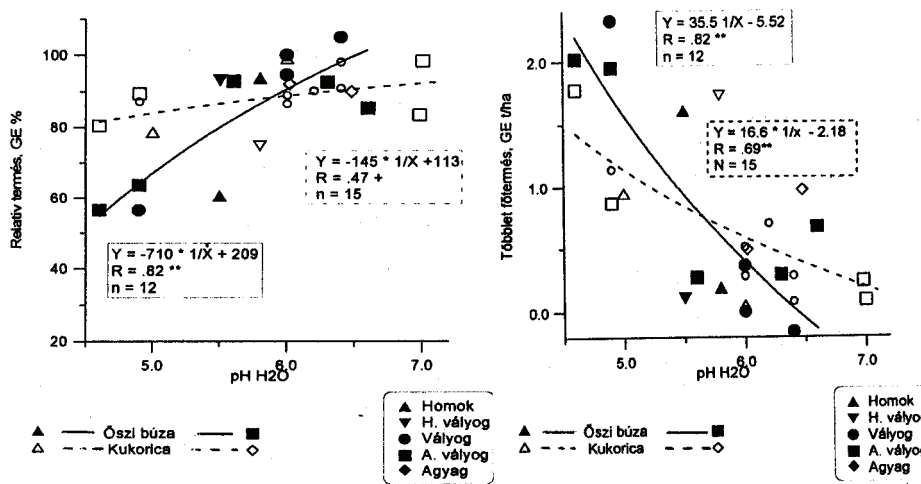 Relatív termés, GE %
100
80
60
40
20
5.0
6.0
7.0
pH H2O
Y = -145 * 1/X +113
R = .47 +
n = 15
Y = -710 * 1/X + 209
R = .82 **
n = 12
Őszi búza
Kukorica
Homok
H. vályog
Vályog
A. vályog
Agyag
Többlet főtermés, GE t/ha
2.0
1.0
0.0
5.0
6.0
7.0
pH H2O
Y = 35.5 1/X - 5.52
R = .82 **
n = 12
Y = 16.6 * 1/x - 2.18
R = .69**
N = 15
Őszi búza
Kukorica
Homok
H. vályog
Vályog
A. vályog
Agyag